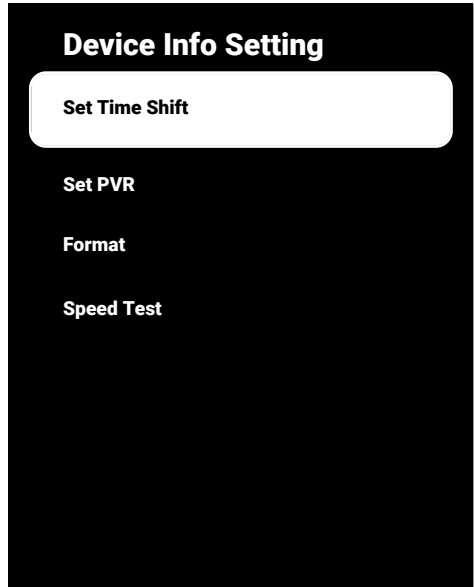 Device Info Setting
Set Time Shift
Set PVR
Format
Speed Test